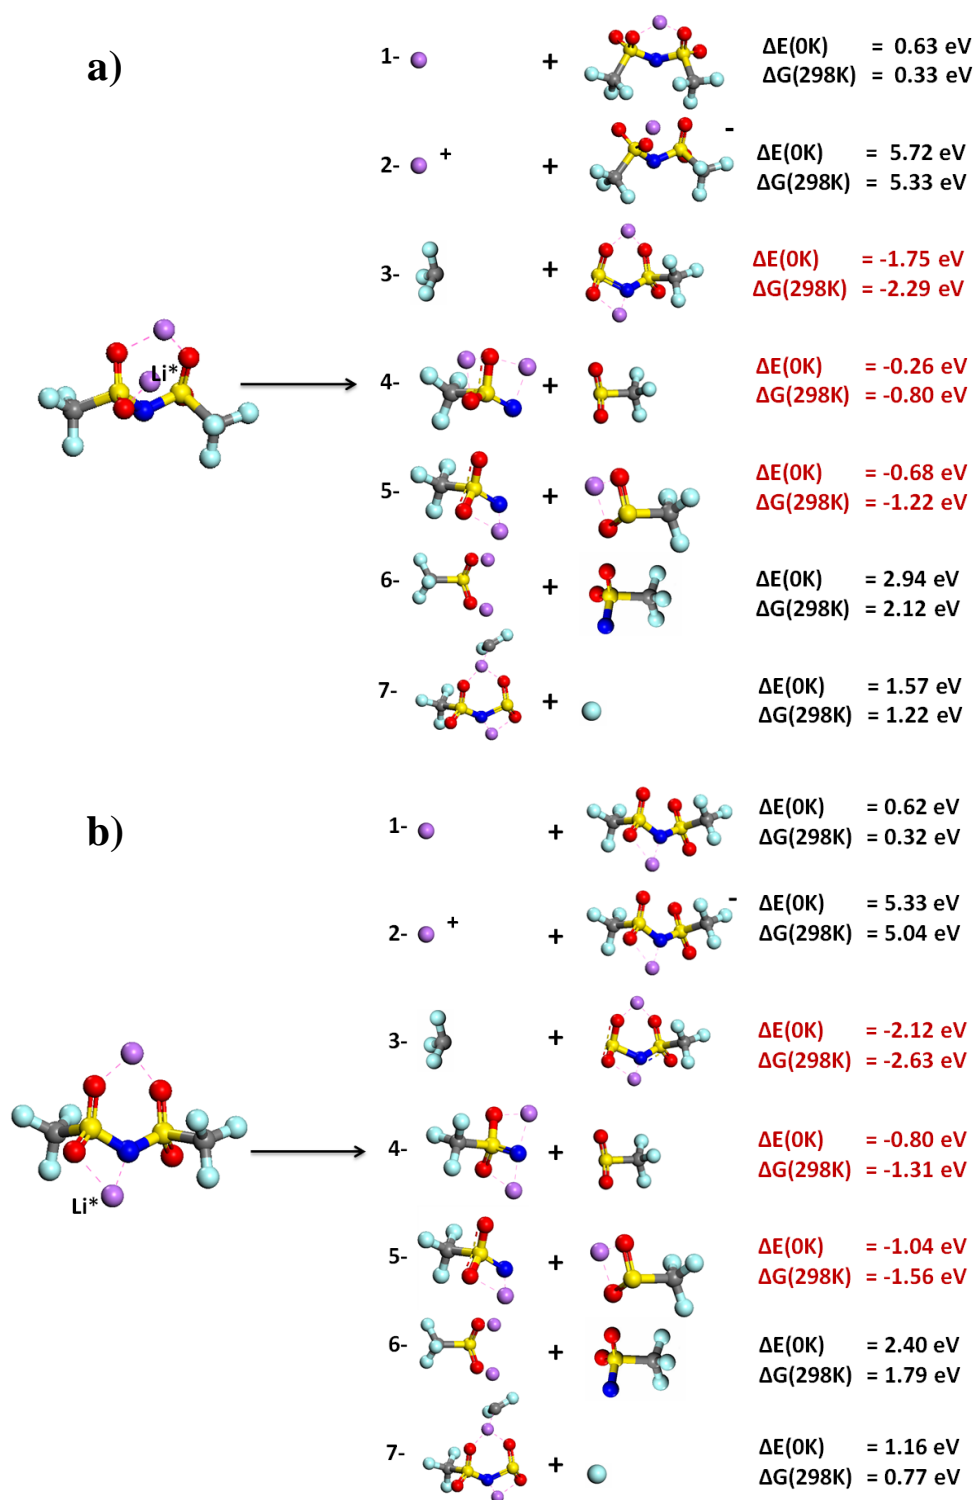 a)
1- + ΔE(0K) = 0.63 eV
ΔG(298K) = 0.33 eV
2- + + - ΔE(0K) = 5.72 eV
ΔG(298K) = 5.33 eV
3- + ΔE(0K) = -1.75 eV
ΔG(298K) = -2.29 eV
Li*
4- + ΔE(0K) = -0.26 eV
ΔG(298K) = -0.80 eV
5- + ΔE(0K) = -0.68 eV
ΔG(298K) = -1.22 eV
6- + ΔE(0K) = 2.94 eV
ΔG(298K) = 2.12 eV
7- + ΔE(0K) = 1.57 eV
ΔG(298K) = 1.22 eV
b)
1- + ΔE(0K) = 0.62 eV
ΔG(298K) = 0.32 eV
2- + + - ΔE(0K) = 5.33 eV
ΔG(298K) = 5.04 eV
3- + ΔE(0K) = -2.12 eV
ΔG(298K) = -2.63 eV
4- + ΔE(0K) = -0.80 eV
ΔG(298K) = -1.31 eV
Li*
5- + ΔE(0K) = -1.04 eV
ΔG(298K) = -1.56 eV
6- + ΔE(0K) = 2.40 eV
ΔG(298K) = 1.79 eV
7- + ΔE(0K) = 1.16 eV
ΔG(298K) = 0.77 eV